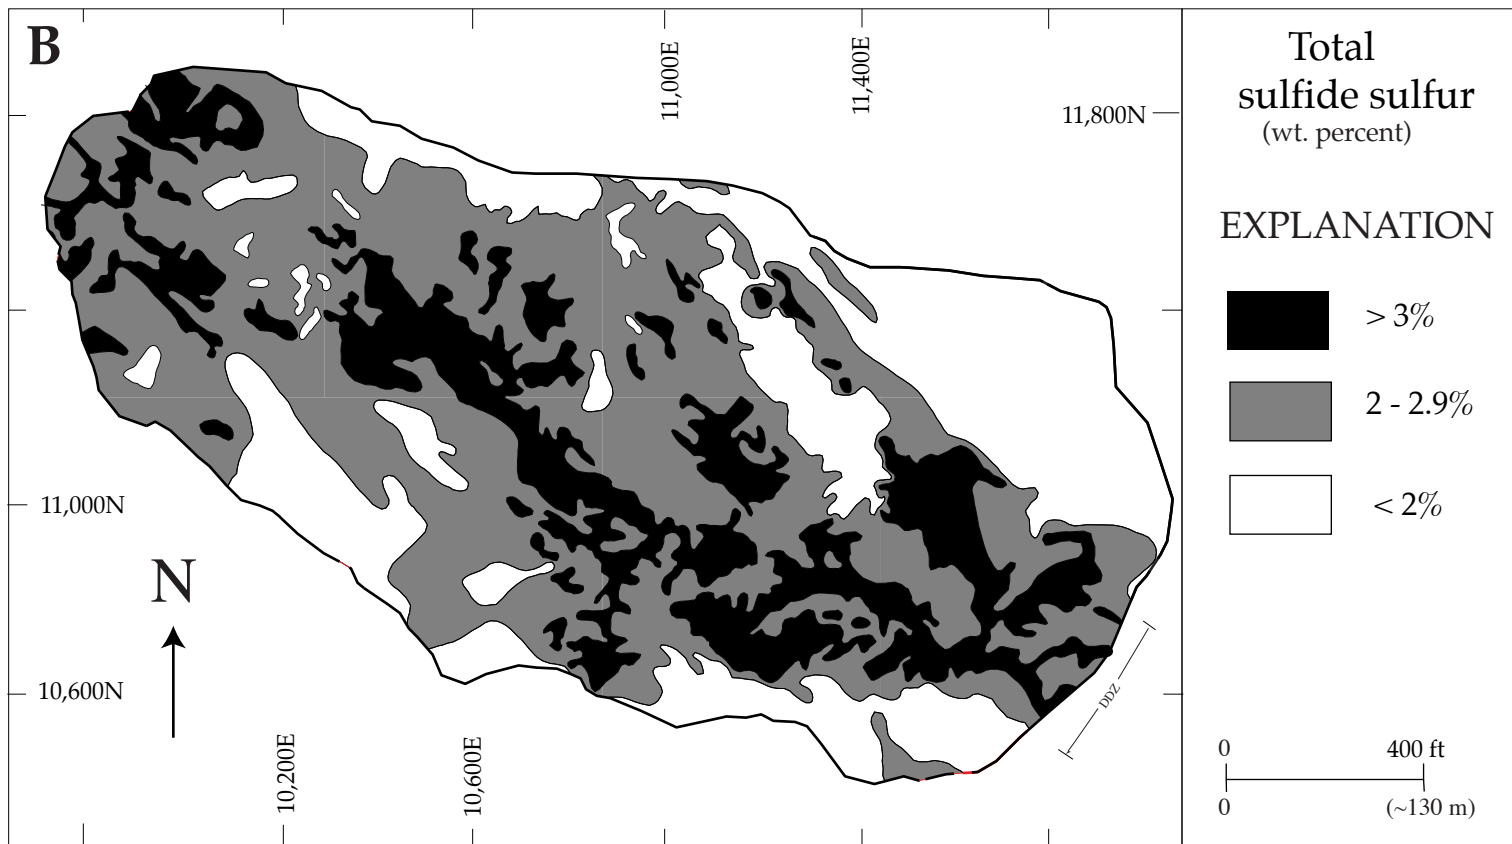 B
11,000E
11,400E
11,800N
11,000N
N
10,600N
10,200E
10,600E
DDZ
Total
sulfide sulfur
(wt. percent)
EXPLANATION
> 3%
2 - 2.9%
< 2%
0 400 ft
0 (~130 m)